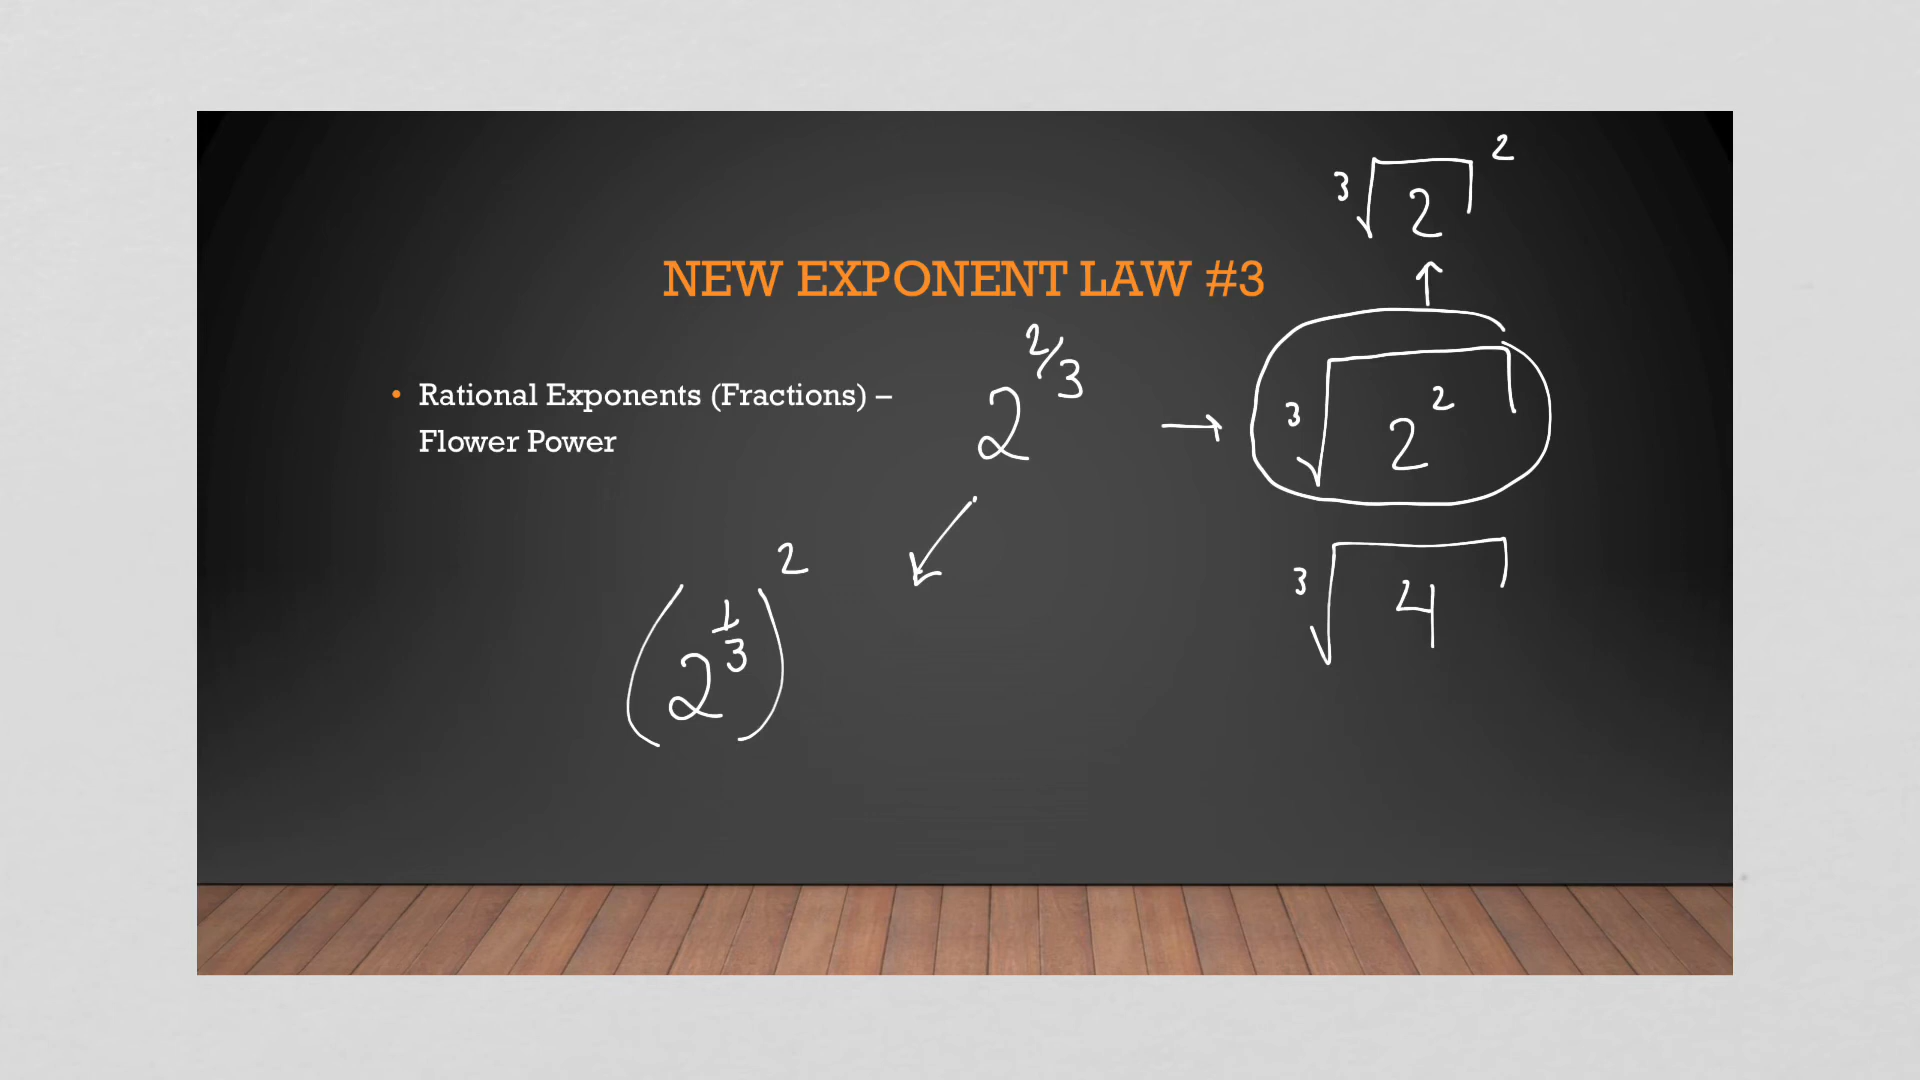 NEW EXPONENT LAW #3
• Rational Exponents (Fractions) –
Flower Power
2^{2/3} → ∛(2^2)
↑
∛2^2
∛4
(2^{1/3})^2